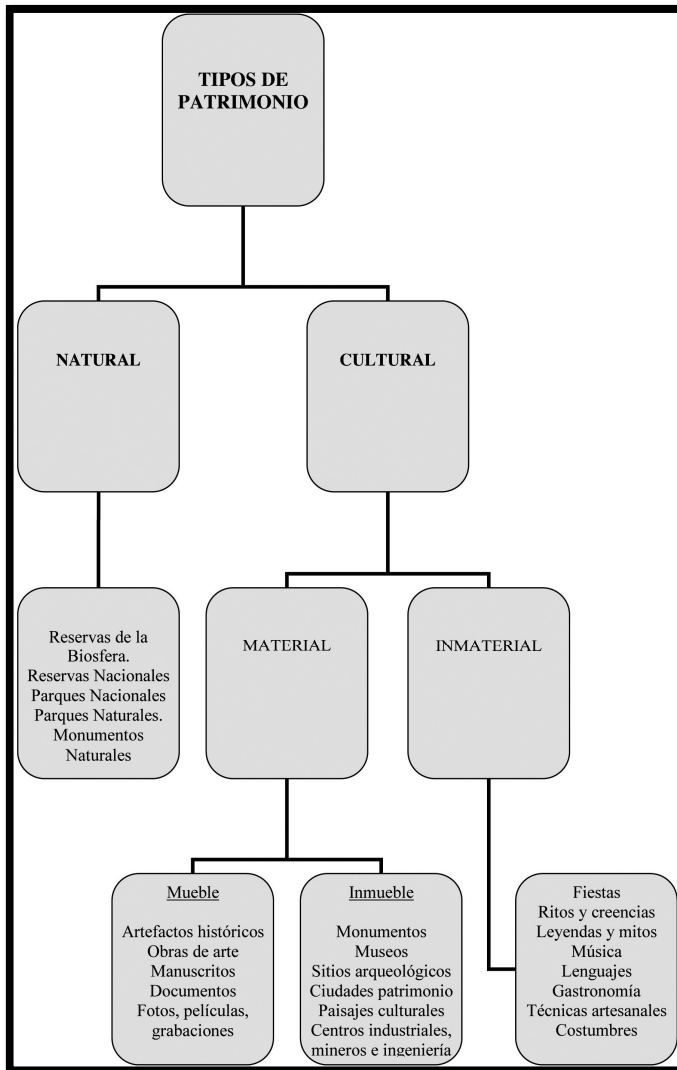 TIPOS DE
PATRIMONIO
NATURAL
CULTURAL
Reservas de la
Biosfera.
Reservas Nacionales
Parques Nacionales
Parques Naturales.
Monumentos
Naturales
MATERIAL
INMATERIAL
Mueble
Artefactos históricos
Obras de arte
Manuscritos
Documentos
Fotos, películas,
grabaciones
Inmueble
Monumentos
Museos
Sitios arqueológicos
Ciudades patrimonio
Paisajes culturales
Centros industriales,
mineros e ingeniería
Fiestas
Ritos y creencias
Leyendas y mitos
Música
Lenguajes
Gastronomía
Técnicas artesanales
Costumbres